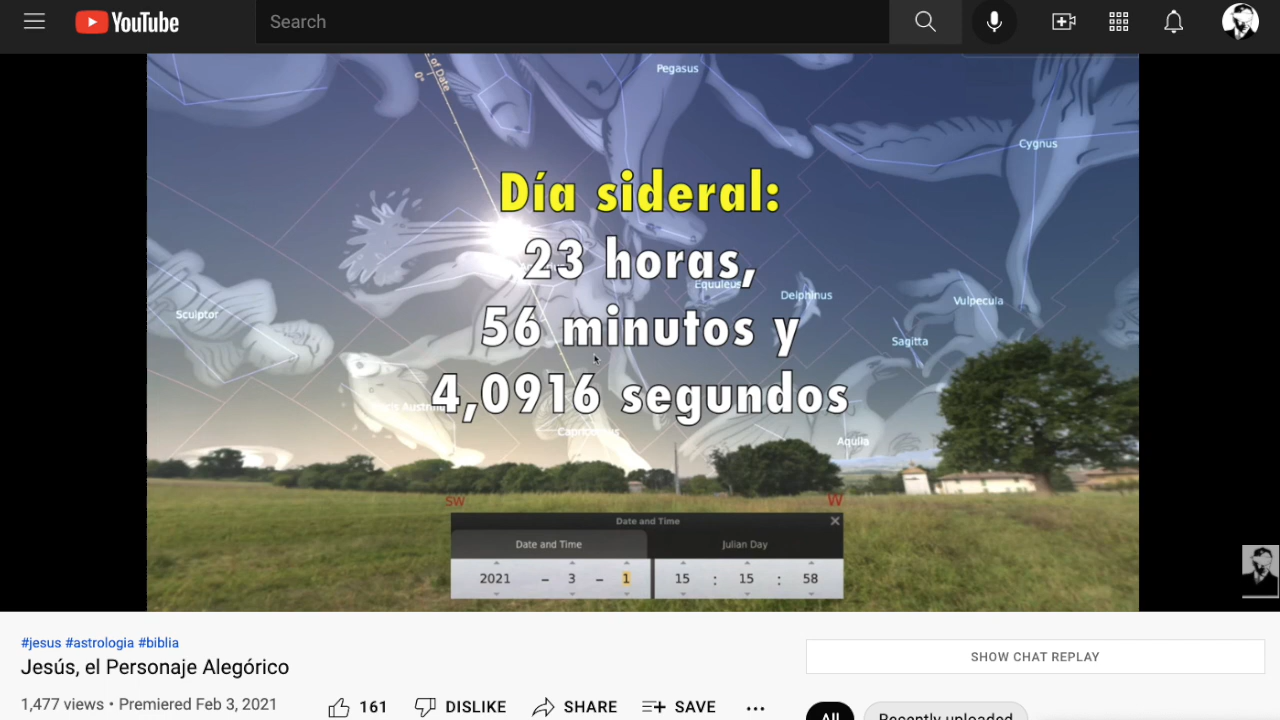 YouTube
Search
of Date
0°
Pegasus
Cygnus
Día sideral:
23 horas,
56 minutos y
4,0916 segundos
Equuleus
Delphinus
Vulpecula
Sculptor
Sagitta
Aquila
SW
W
Date and Time
Date and Time
Julian Day
2021 – 3 – 1 15 : 15 : 58
#jesus #astrologia #biblia
Jesús, el Personaje Alegórico
SHOW CHAT REPLAY
1,477 views • Premiered Feb 3, 2021
161
DISLIKE
SHARE
SAVE
All
Recently uploaded